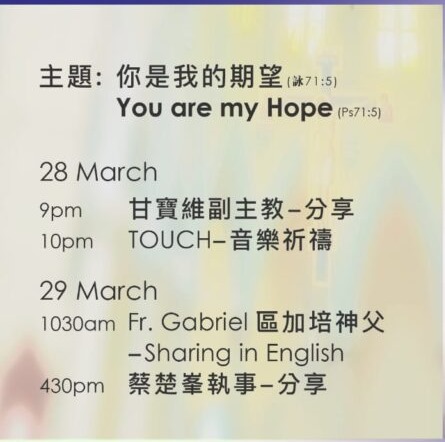 主題: 你是我的期望(詠71:5)
You are my Hope (Ps71:5)
28 March
9pm 甘寶維副主教–分享
10pm TOUCH–音樂祈禱
29 March
1030am Fr. Gabriel 區加培神父
–Sharing in English
430pm 蔡楚峯執事–分享